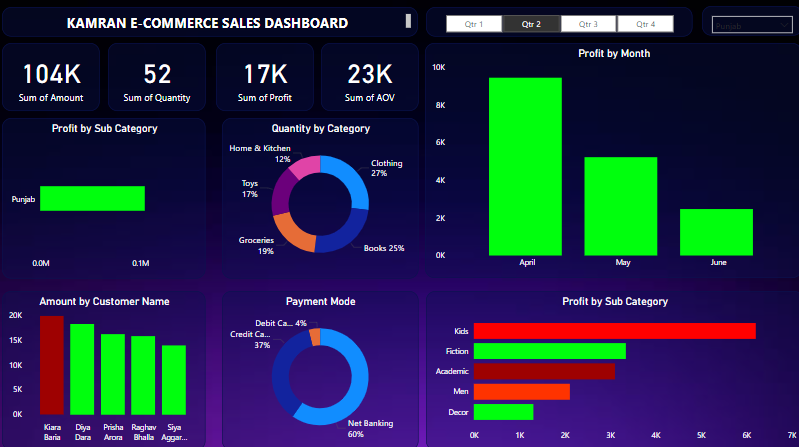 KAMRAN E-COMMERCE SALES DASHBOARD
Qtr 1
Qtr 2
Qtr 3
Qtr 4
Punjab
104K
Sum of Amount
52
Sum of Quantity
17K
Sum of Profit
23K
Sum of AOV
Profit by Sub Category
Punjab
0.0M
0.1M
Quantity by Category
Home & Kitchen
12%
Clothing
27%
Toys
17%
Groceries
19%
Books 25%
Profit by Month
10K
8K
6K
4K
2K
0K
April
May
June
Amount by Customer Name
20K
15K
10K
5K
0K
Kiara
Baria
Diya
Dara
Prisha
Arora
Raghav
Bhalla
Siya
Aggar...
Payment Mode
Debit Ca... 4%
Credit Ca...
37%
Net Banking
60%
Profit by Sub Category
Kids
Fiction
Academic
Men
Decor
0K
1K
2K
3K
4K
5K
6K
7K